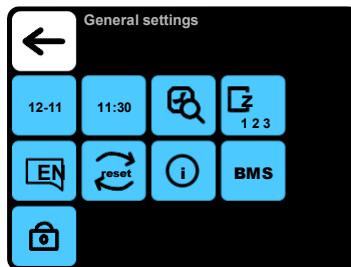 General settings
12-11
11:30
Z
1 2 3
EN
reset
i
BMS